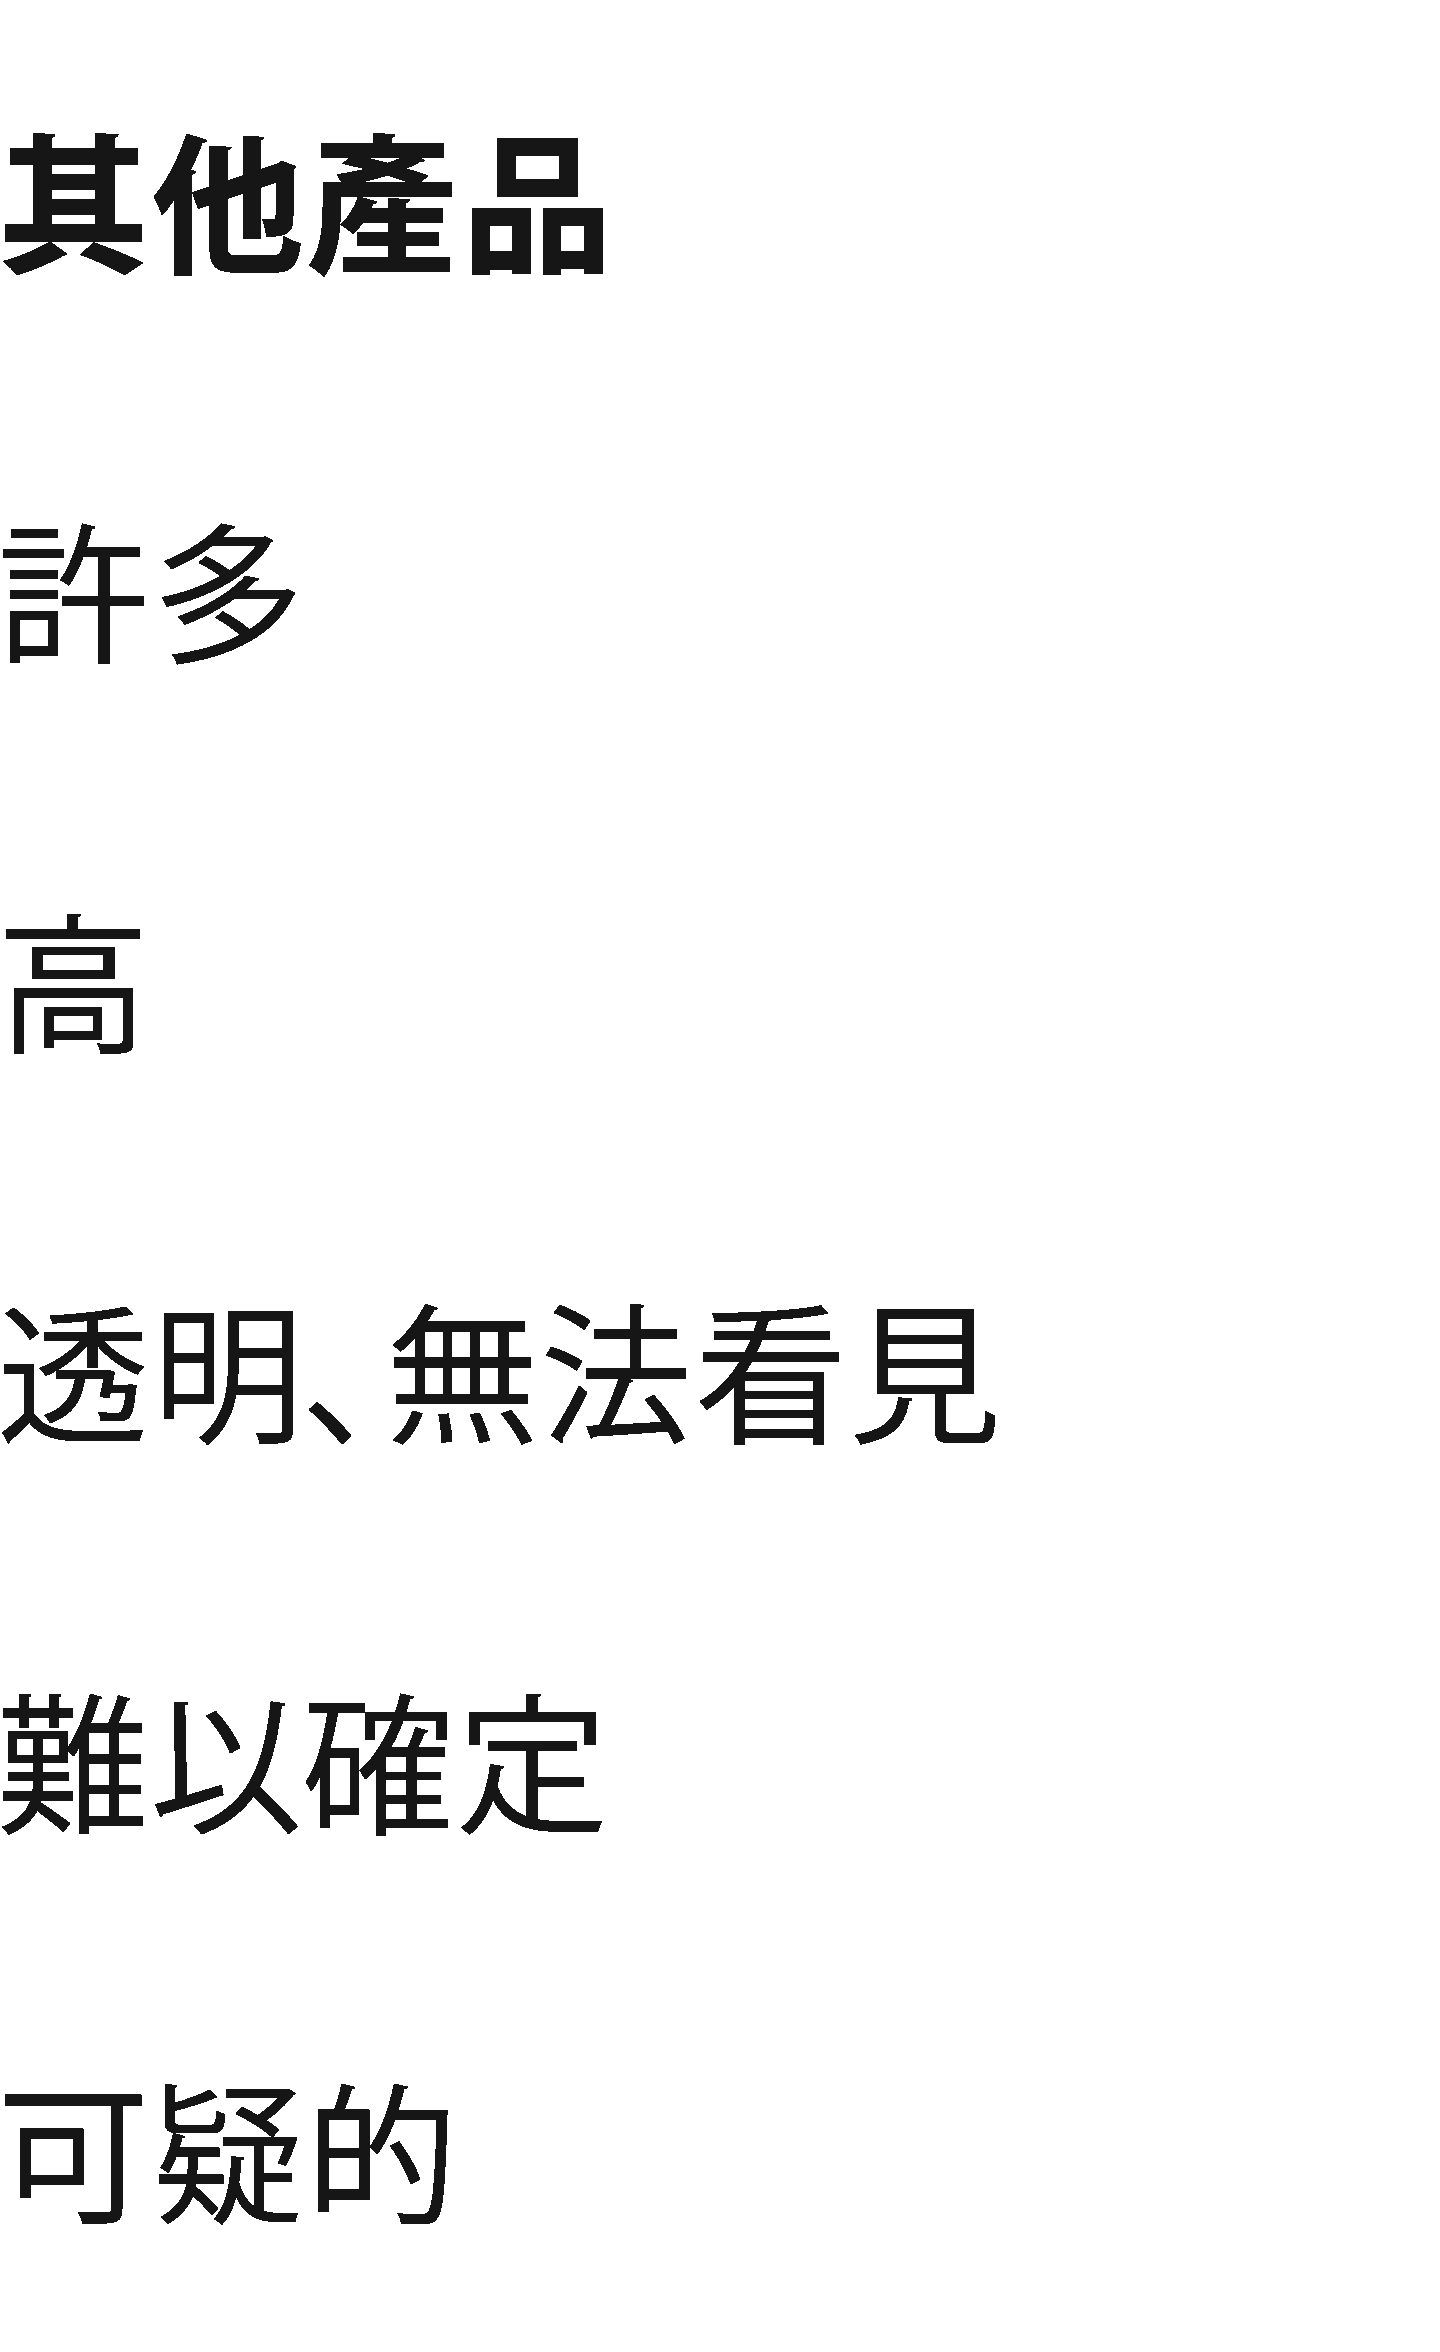 其他產品
許多
高
透明、無法看見
難以確定
可疑的